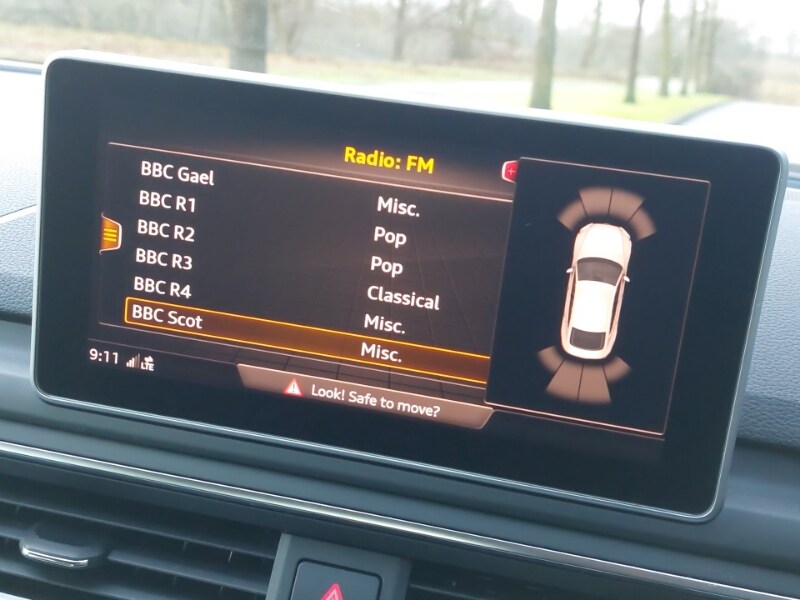 Radio: FM
BBC Gael Misc.
BBC R1 Pop
BBC R2 Pop
BBC R3 Classical
BBC R4 Misc.
BBC Scot Misc.
9:11 LTE
Look! Safe to move?